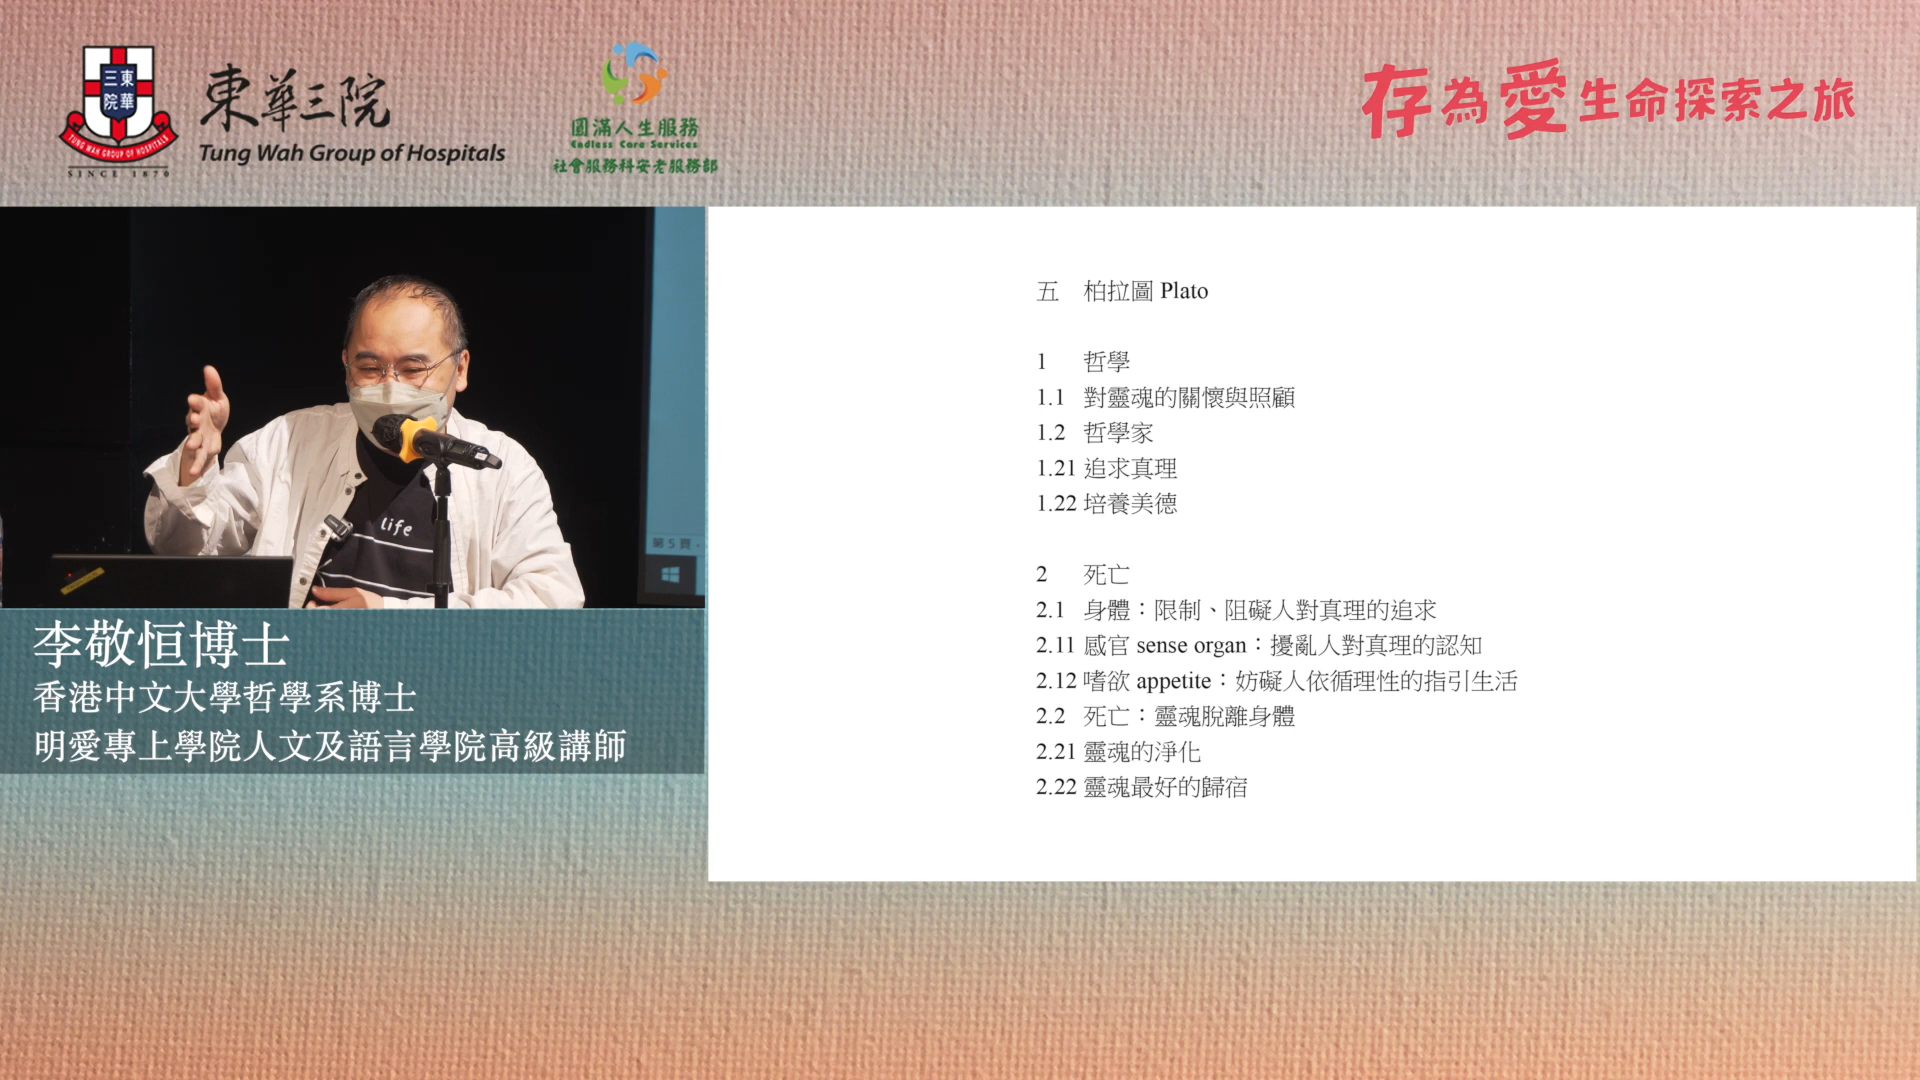 東華三院
TUNG WAH GROUP OF HOSPITALS
SINCE 1870
東華三院
Tung Wah Group of Hospitals
圓滿人生服務
Endless Care Services
社會服務科安老服務部
存為愛生命探索之旅
life
第 5 頁
李敬恒博士
香港中文大學哲學系博士
明愛專上學院人文及語言學院高級講師
五 柏拉圖 Plato
1 哲學
1.1 對靈魂的關懷與照顧
1.2 哲學家
1.21 追求真理
1.22 培養美德
2 死亡
2.1 身體：限制、阻礙人對真理的追求
2.11 感官 sense organ：擾亂人對真理的認知
2.12 嗜欲 appetite：妨礙人依循理性的指引生活
2.2 死亡：靈魂脫離身體
2.21 靈魂的淨化
2.22 靈魂最好的歸宿